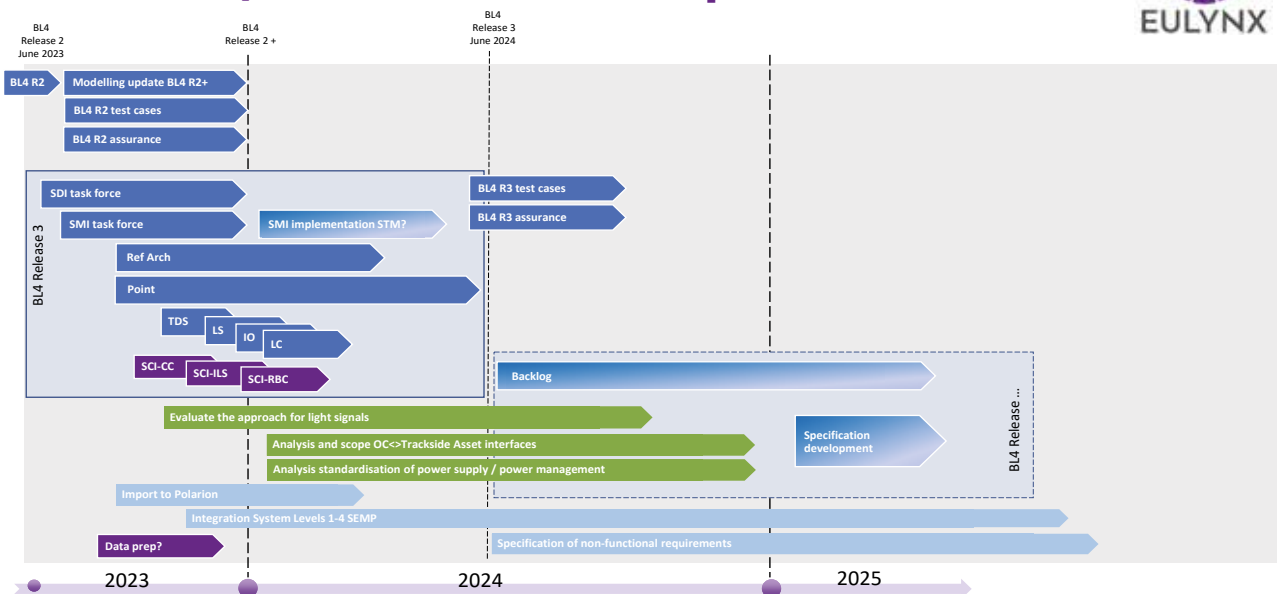 BL4
Release 2
June 2023
BL4
Release 2 +
BL4
Release 3
June 2024
EULYNX
BL4 R2
Modelling update BL4 R2+
BL4 R2 test cases
BL4 R2 assurance
BL4 Release 3
SDI task force
SMI task force
SMI implementation STM?
BL4 R3 test cases
BL4 R3 assurance
Ref Arch
Point
TDS
LS
IO
LC
SCI-CC
SCI-ILS
SCI-RBC
Backlog
Evaluate the approach for light signals
Analysis and scope OC<>Trackside Asset interfaces
Analysis standardisation of power supply / power management
Specification
development
BL4 Release ...
Import to Polarion
Integration System Levels 1-4 SEMP
Data prep?
Specification of non-functional requirements
2023
2024
2025